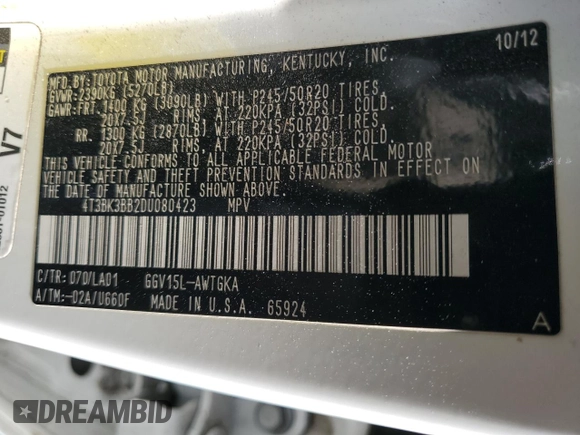 10/12
MFD. BY: TOYOTA MOTOR MANUFACTURING, KENTUCKY, INC.
GVWR: 2390KG (5270LB)
GAWR: FRT 1400 KG (3090LB) WITH P245/50R20 TIRES,
20X7.5J RIMS, AT 220KPA (32PSI) COLD.
RR. 1300 KG (2870LB) WITH P245/50R20 TIRES,
20X7.5J RIMS, AT 220KPA (32PSI) COLD.
THIS VEHICLE CONFORMS TO ALL APPLICABLE FEDERAL MOTOR
VEHICLE SAFETY AND THEFT PREVENTION STANDARDS IN EFFECT ON
THE DATE OF MANUFACTURE SHOWN ABOVE.
4T3BK3BB2DU080423 MPV
C/TR: 070/LA01 GGV15L-AWTGKA
A/TM:-02A/U660F MADE IN U.S.A. 65924
A
V7
DREAMBID